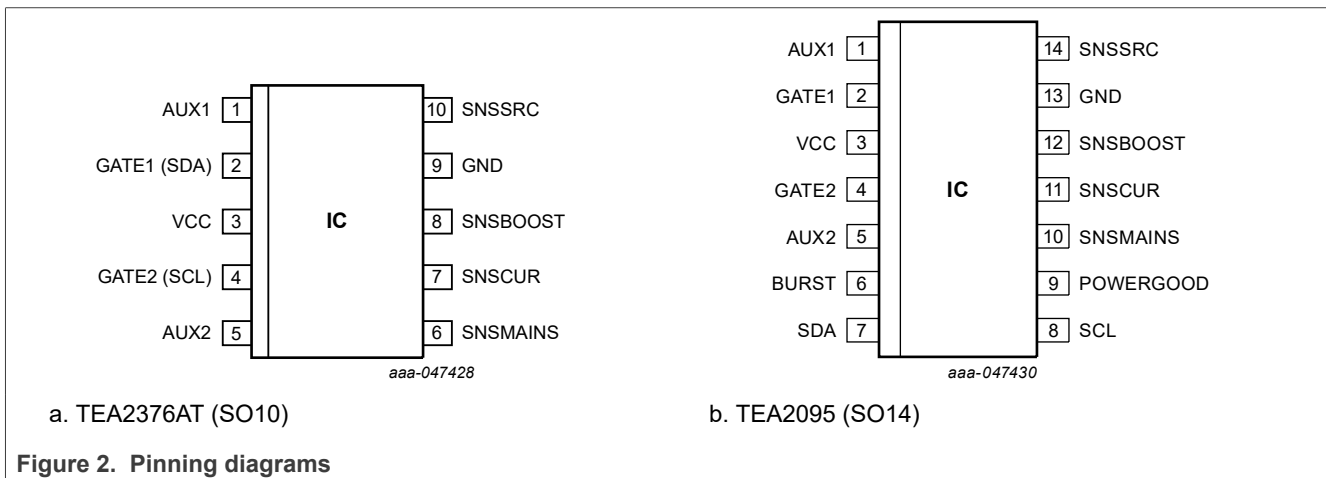 AUX1 1
GATE1 (SDA) 2
VCC 3
GATE2 (SCL) 4
AUX2 5
IC
10 SNSSRC
9 GND
8 SNSBOOST
7 SNSCUR
6 SNSMAINS
aaa-047428
a. TEA2376AT (SO10)
AUX1 1
GATE1 2
VCC 3
GATE2 4
AUX2 5
BURST 6
SDA 7
IC
14 SNSSRC
13 GND
12 SNSBOOST
11 SNSCUR
10 SNSMAINS
9 POWERGOOD
8 SCL
aaa-047430
b. TEA2095 (SO14)
Figure 2. Pinning diagrams